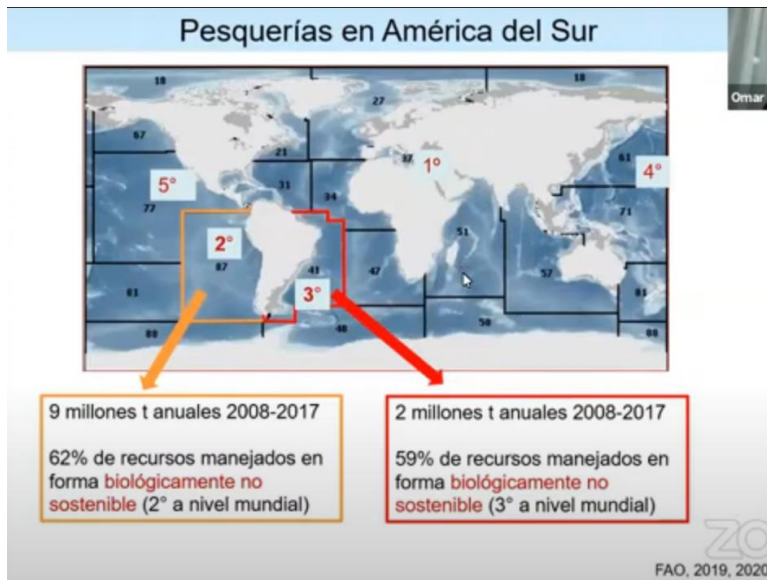 Pesquerías en América del Sur
Omar
18
18
27
67
21
37
1º
61
4°
5°
31
34
77
71
2°
51
87
41
47
57
3°
81
81
88
48
58
88
9 millones t anuales 2008-2017
62% de recursos manejados en
forma biológicamente no
sostenible (2° a nivel mundial)
2 millones t anuales 2008-2017
59% de recursos manejados en
forma biológicamente no
sostenible (3° a nivel mundial)
ZO
FAO, 2019, 2020